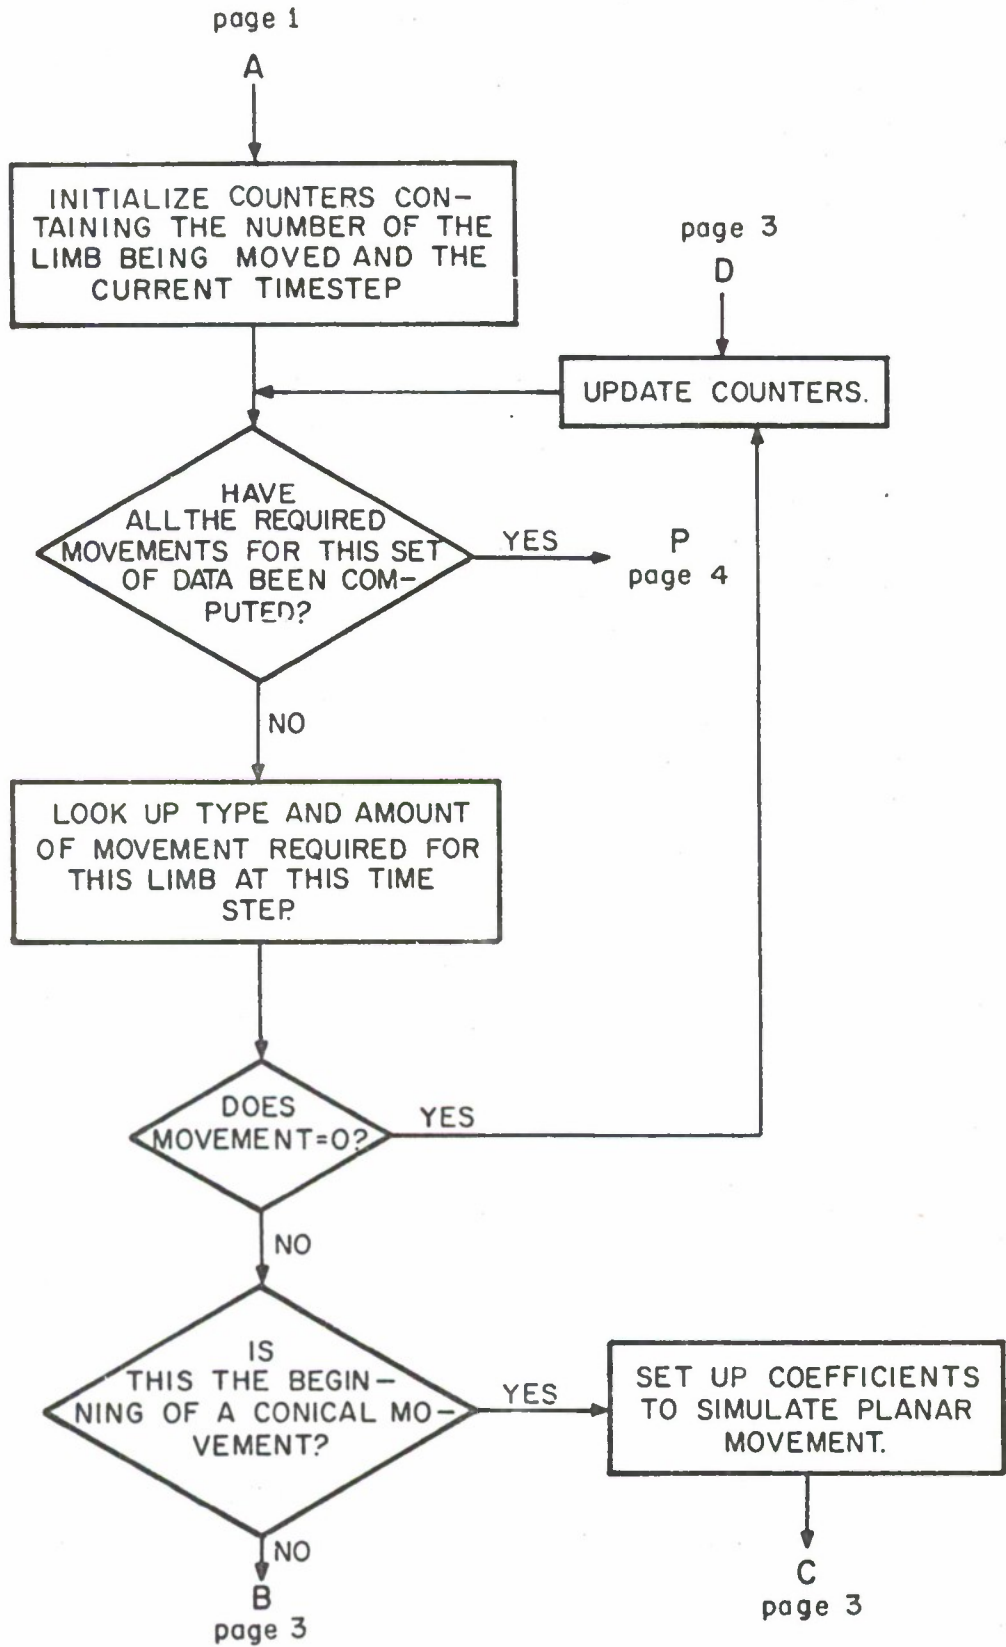 page 1
A
INITIALIZE COUNTERS CON-
TAINING THE NUMBER OF THE
LIMB BEING MOVED AND THE
CURRENT TIMESTEP
page 3
D
UPDATE COUNTERS.
HAVE
ALL THE REQUIRED
MOVEMENTS FOR THIS SET
OF DATA BEEN COM-
PUTED?
YES
P
page 4
NO
LOOK UP TYPE AND AMOUNT
OF MOVEMENT REQUIRED FOR
THIS LIMB AT THIS TIME
STEP.
DOES
MOVEMENT=0?
YES
NO
IS
THIS THE BEGIN-
NING OF A CONICAL MO-
VEMENT?
YES
SET UP COEFFICIENTS
TO SIMULATE PLANAR
MOVEMENT.
NO
B
page 3
C
page 3